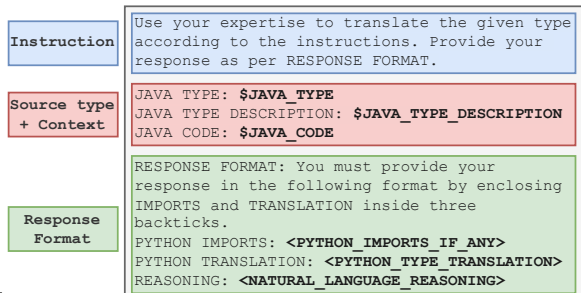 Instruction
Use your expertise to translate the given type
according to the instructions. Provide your
response as per RESPONSE FORMAT.
Source type
+ Context
JAVA TYPE: $JAVA_TYPE
JAVA TYPE DESCRIPTION: $JAVA_TYPE_DESCRIPTION
JAVA CODE: $JAVA_CODE
Response
Format
RESPONSE FORMAT: You must provide your
response in the following format by enclosing
IMPORTS and TRANSLATION inside three
backticks.
PYTHON IMPORTS: <PYTHON_IMPORTS_IF_ANY>
PYTHON TRANSLATION: <PYTHON_TYPE_TRANSLATION>
REASONING: <NATURAL_LANGUAGE_REASONING>